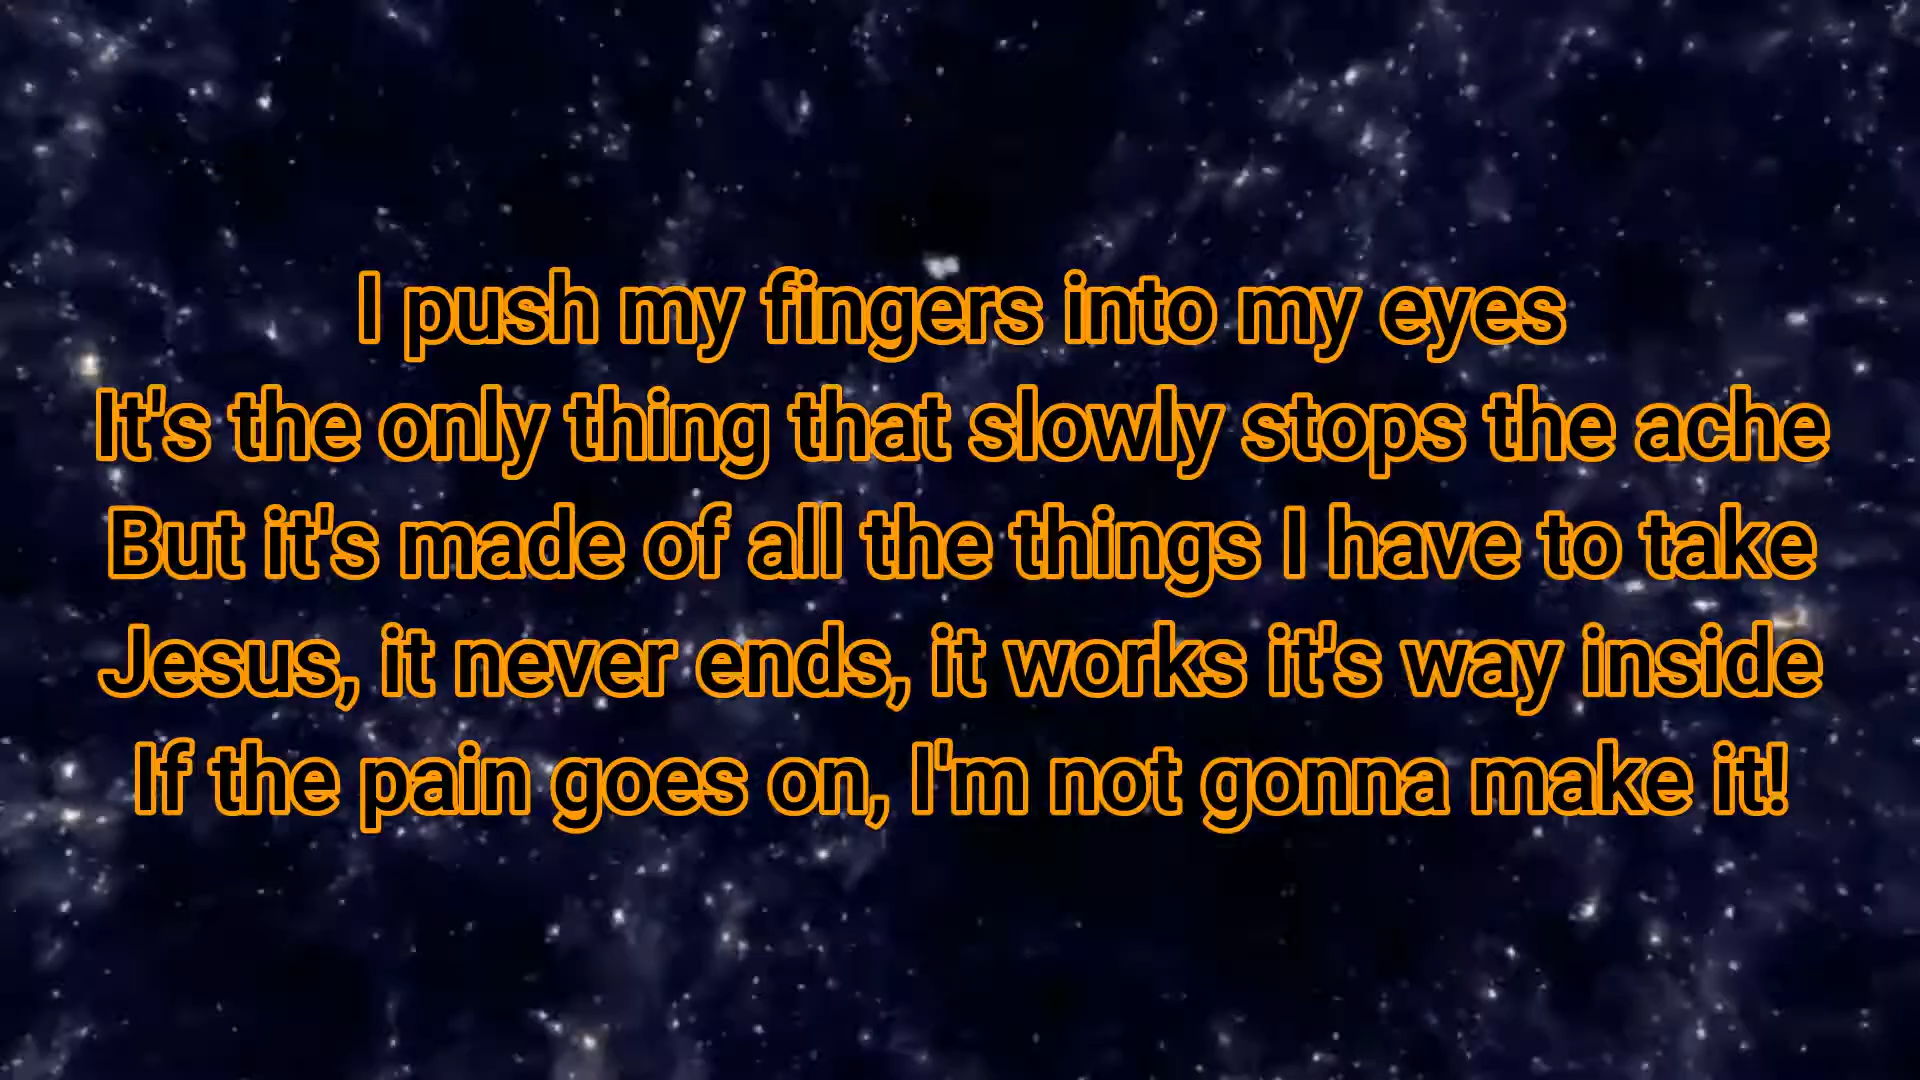 I push my fingers into my eyes
It's the only thing that slowly stops the ache
But it's made of all the things I have to take
Jesus, it never ends, it works it's way inside
If the pain goes on, I'm not gonna make it!